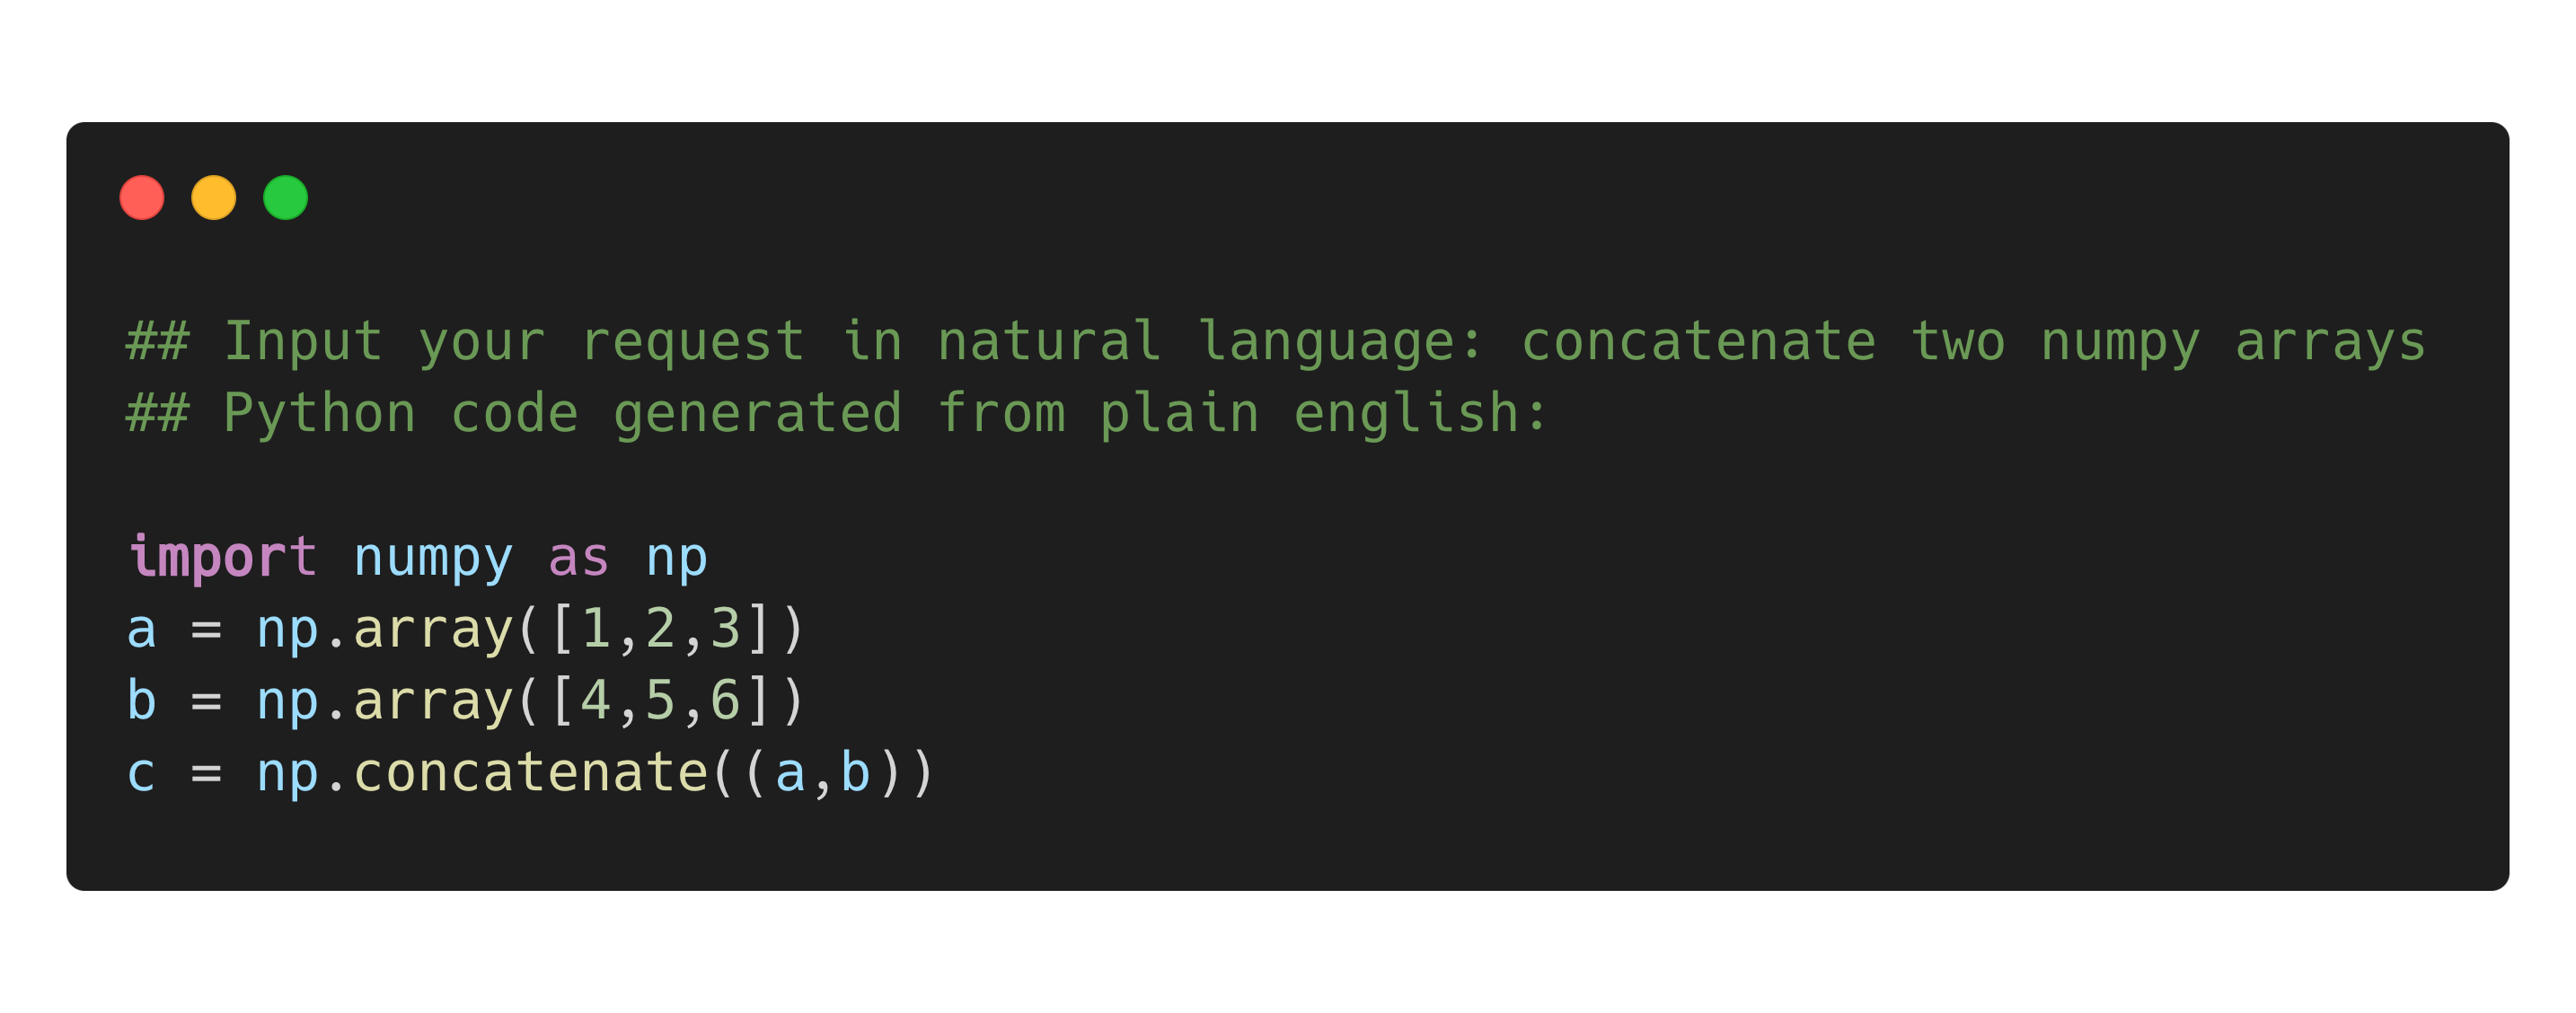 ## Input your request in natural language: concatenate two numpy arrays
## Python code generated from plain english:
import numpy as np
a = np.array([1,2,3])
b = np.array([4,5,6])
c = np.concatenate((a,b))